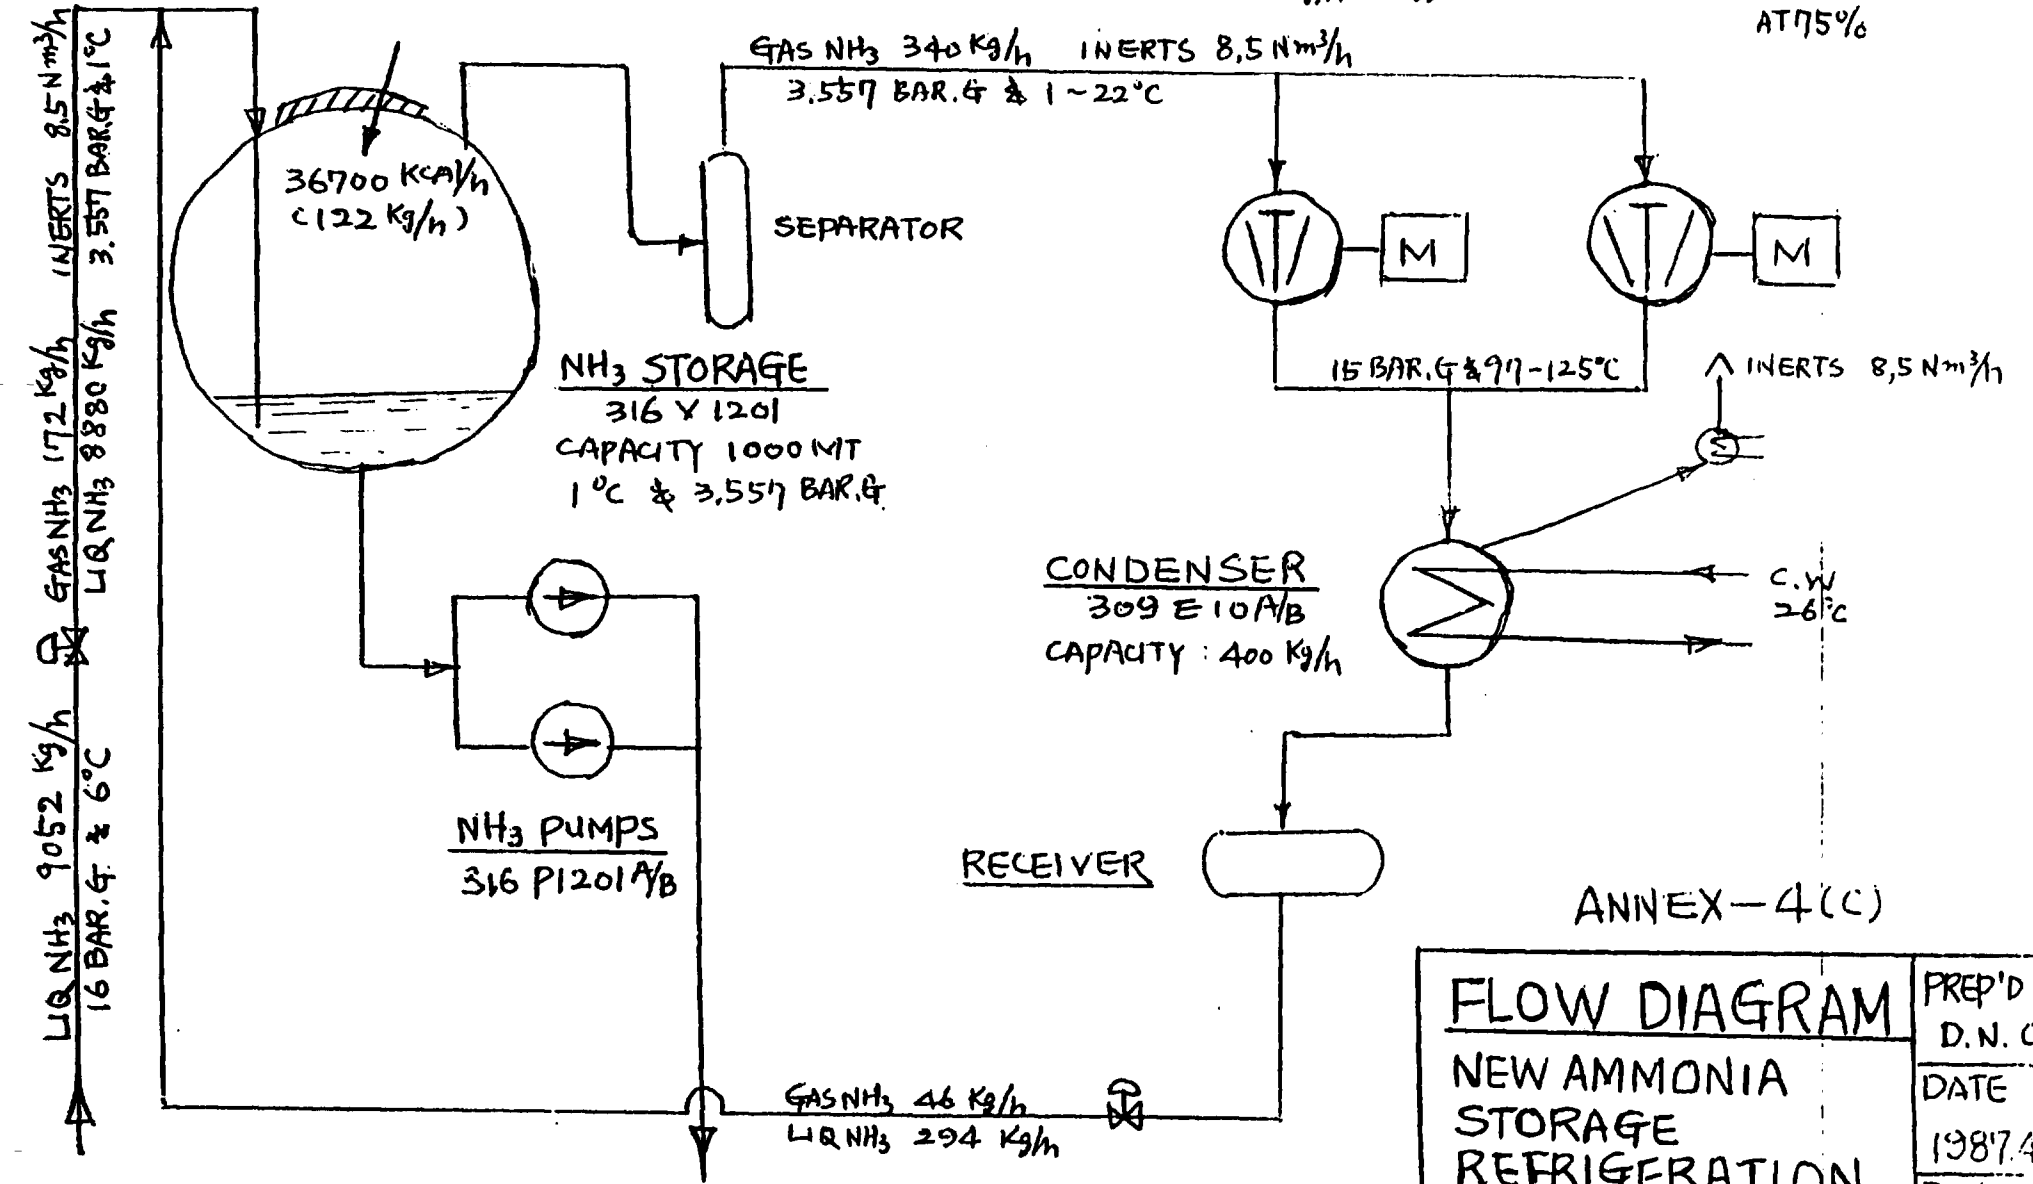 AT 75%
GAS NH₃ 340 Kg/h INERTS 8,5 Nm³/h
3.557 BAR.G & 1~22°C
GAS NH₃ 172 Kg/h INERTS 8.5 Nm³/h
LIQ NH₃ 8880 Kg/h 3.557 BAR.G & 1°C
LIQ NH₃ 9052 Kg/h
16 BAR.G. & 6°C
36700 KCAl/h
(122 Kg/h)
SEPARATOR
M
M
NH₃ STORAGE
316 V 1201
CAPACITY 1000 MT
1°C & 3,557 BAR.G.
15 BAR.G & 97-125°C
INERTS 8,5 Nm³/h
CONDENSER
309 E 10 A/B
CAPACITY : 400 Kg/h
C.W
26°C
NH₃ PUMPS
316 P1201 A/B
RECEIVER
GAS NH₃ 46 Kg/h
LIQ NH₃ 294 Kg/h
ANNEX-4(C)
FLOW DIAGRAM
NEW AMMONIA
STORAGE
REFRIGERATION
PREP'D
D.N.
DATE
1987.4